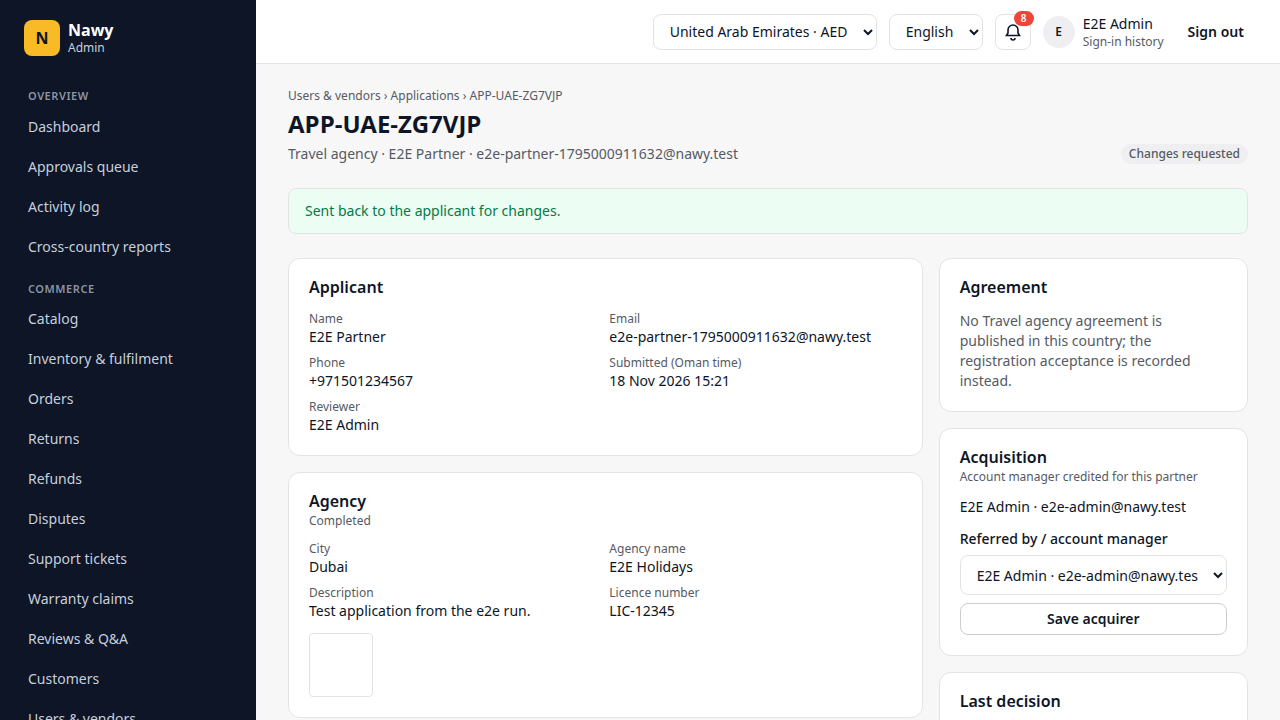 N
Nawy
Admin
OVERVIEW
Dashboard
Approvals queue
Activity log
Cross-country reports
COMMERCE
Catalog
Inventory & fulfilment
Orders
Returns
Refunds
Disputes
Support tickets
Warranty claims
Reviews & Q&A
Customers
Users & vendors
United Arab Emirates · AED
English
8
E
E2E Admin
Sign-in history
Sign out
Users & vendors › Applications › APP-UAE-ZG7VJP
APP-UAE-ZG7VJP
Travel agency · E2E Partner · e2e-partner-1795000911632@nawy.test
Changes requested
Sent back to the applicant for changes.
Applicant
Name
E2E Partner
Email
e2e-partner-1795000911632@nawy.test
Phone
+971501234567
Submitted (Oman time)
18 Nov 2026 15:21
Reviewer
E2E Admin
Agency
Completed
City
Dubai
Agency name
E2E Holidays
Description
Test application from the e2e run.
Licence number
LIC-12345
Agreement
No Travel agency agreement is
published in this country; the
registration acceptance is recorded
instead.
Acquisition
Account manager credited for this partner
E2E Admin · e2e-admin@nawy.test
Referred by / account manager
E2E Admin · e2e-admin@nawy.tes
Save acquirer
Last decision